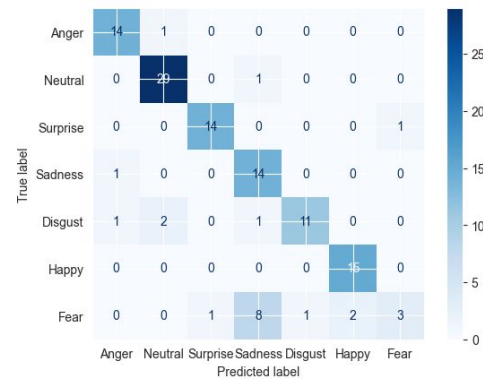 Anger 14 1 0 0 0 0 0
Neutral 0 29 0 1 0 0 0
Surprise 0 0 14 0 0 0 1
Sadness 1 0 0 14 0 0 0
Disgust 1 2 0 1 11 0 0
Happy 0 0 0 0 0 15 0
Fear 0 0 1 8 1 2 3
Anger Neutral Surprise Sadness Disgust Happy Fear
Predicted label
True label
25
20
15
10
5
0